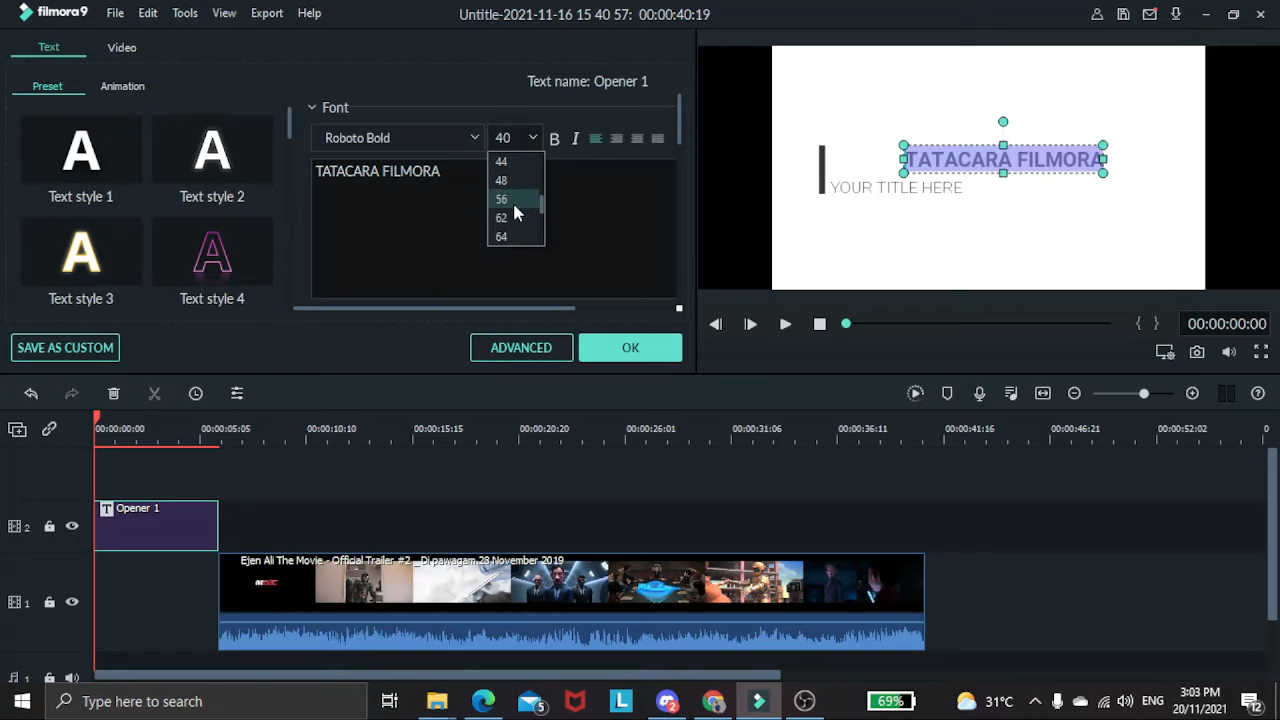 filmora9 File Edit Tools View Export Help Untitle-2021-11-16 15 40 57: 00:00:40:19
Text Video
Preset Animation
Text name: Opener 1
Font
Roboto Bold 40 B I
44
48
56
62
64
TATACARA FILMORA
A Text style 1
A Text style 2
A Text style 3
A Text style 4
SAVE AS CUSTOM ADVANCED OK
TATACARA FILMORA
YOUR TITLE HERE
{ } 00:00:00:00
00:00:00:00 00:00:05:05 00:00:10:10 00:00:15:15 00:00:20:20 00:00:26:01 00:00:31:06 00:00:36:11 00:00:41:16 00:00:46:21 00:00:52:02 0
2 T Opener 1
1 Ejen Ali The Movie - Official Trailer #2 _Di pawagam 28 November 2019
1
Type here to search
5 L 2 69% 31°C ENG 3:03 PM
20/11/2021 12